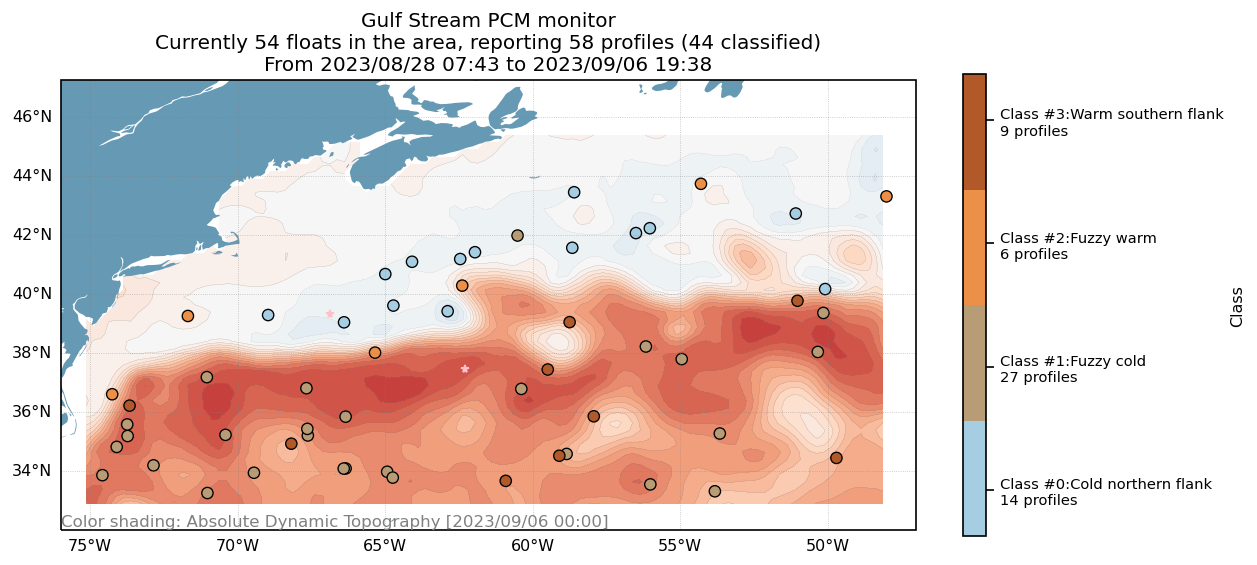 Gulf Stream PCM monitor
Currently 54 floats in the area, reporting 58 profiles (44 classified)
From 2023/08/28 07:43 to 2023/09/06 19:38
46°N
44°N
42°N
40°N
38°N
36°N
34°N
Color shading: Absolute Dynamic Topography [2023/09/06 00:00]
75°W
70°W
65°W
60°W
55°W
50°W
Class #3:Warm southern flank
9 profiles
Class #2:Fuzzy warm
6 profiles
Class #1:Fuzzy cold
27 profiles
Class #0:Cold northern flank
14 profiles
Class